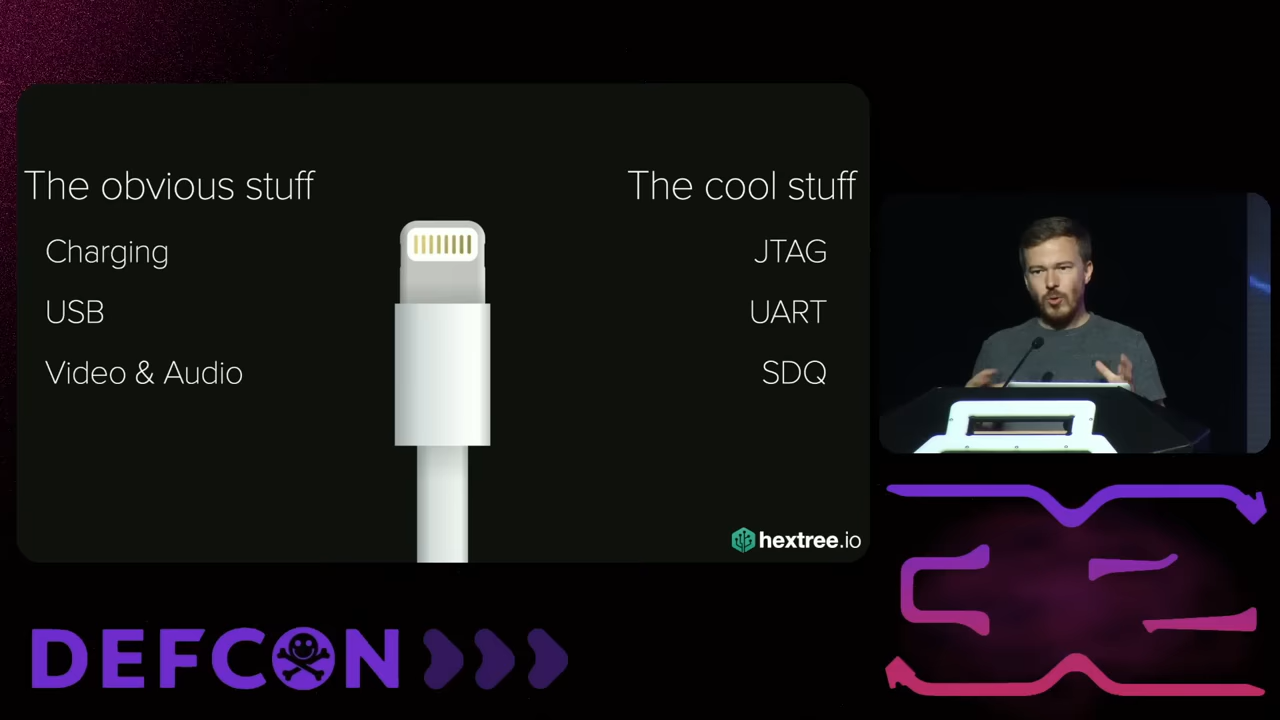 The obvious stuff
Charging
USB
Video & Audio
The cool stuff
JTAG
UART
SDQ
hextree.io
DEFCON